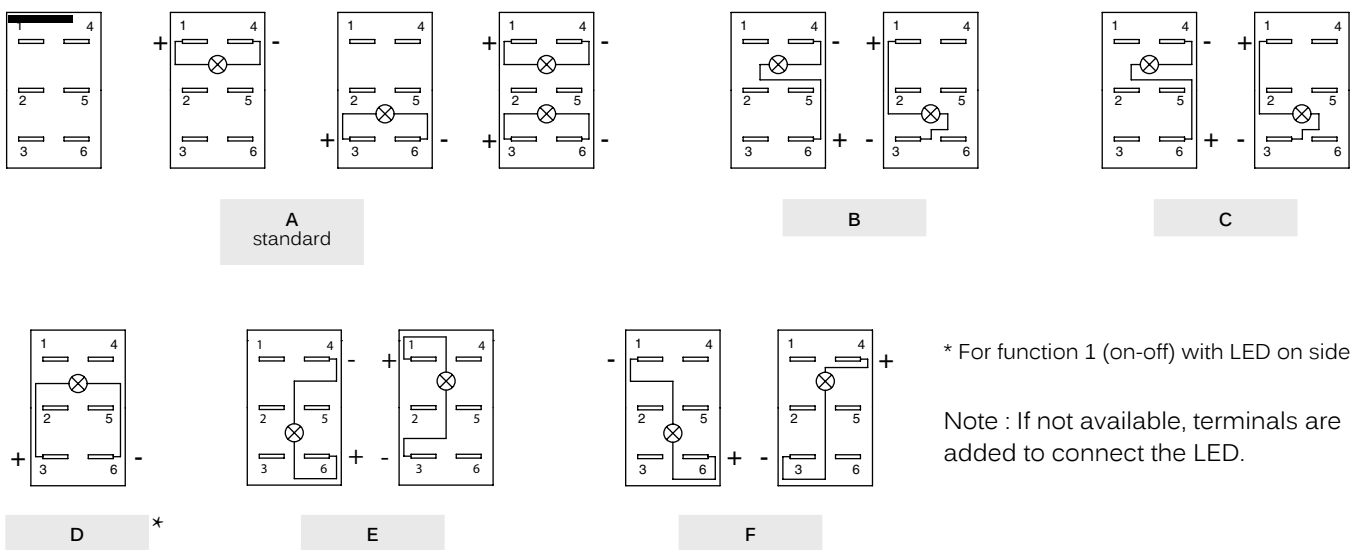 1 4 1 4 1 4 1 4 1 4 1 4 1 4 1 4
+ - + - - + - +
2 5 2 5 2 5 2 5 2 5 2 5 2 5 2 5
3 6 3 6 + 3 6 - + 3 6 - 3 6 + - 3 6 3 6 + - 3 6
A
standard
B
C
1 4 1 4 1 4 1 4 1 4
- + - +
2 5 2 5 2 5 2 5 2 5
+ 3 6 - 3 6 + - 3 6 3 6 + - 3 6
* For function 1 (on-off) with LED on side
Note : If not available, terminals are
added to connect the LED.
D *
E
F